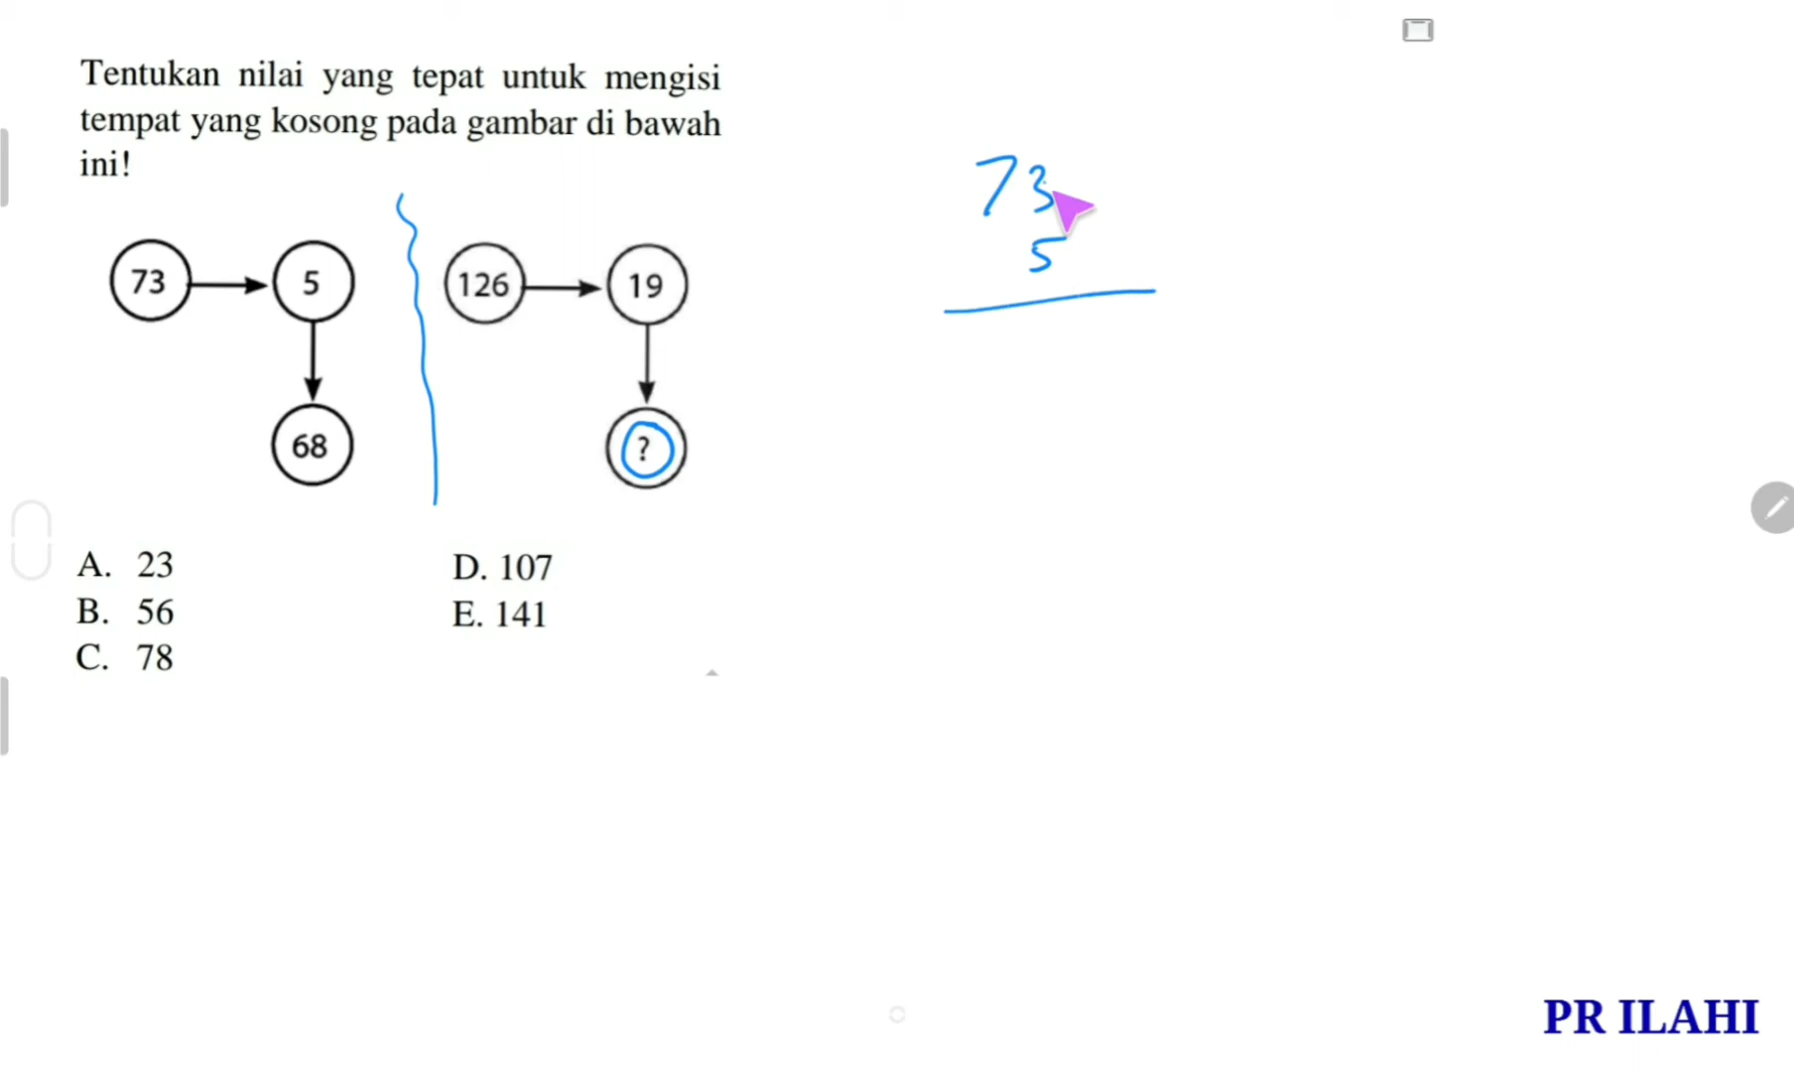 Tentukan nilai yang tepat untuk mengisi
tempat yang kosong pada gambar di bawah
ini!
73 5 126 19
68 ?
A. 23 D. 107
B. 56 E. 141
C. 78
73
5
PR ILAHI